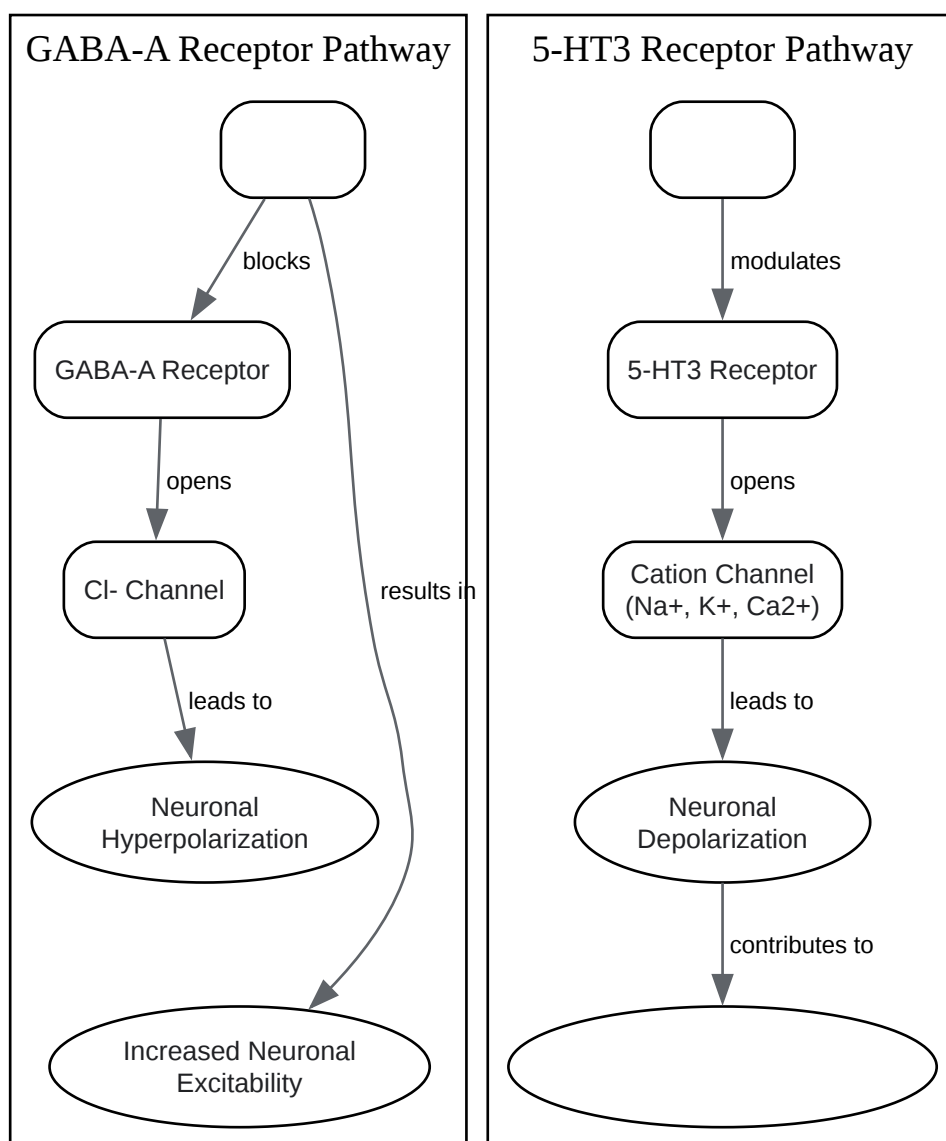 GABA-A Receptor Pathway
blocks
GABA-A Receptor
opens
Cl- Channel
results in
leads to
Neuronal
Hyperpolarization
Increased Neuronal
Excitability
5-HT3 Receptor Pathway
modulates
5-HT3 Receptor
opens
Cation Channel
(Na+, K+, Ca2+)
leads to
Neuronal
Depolarization
contributes to